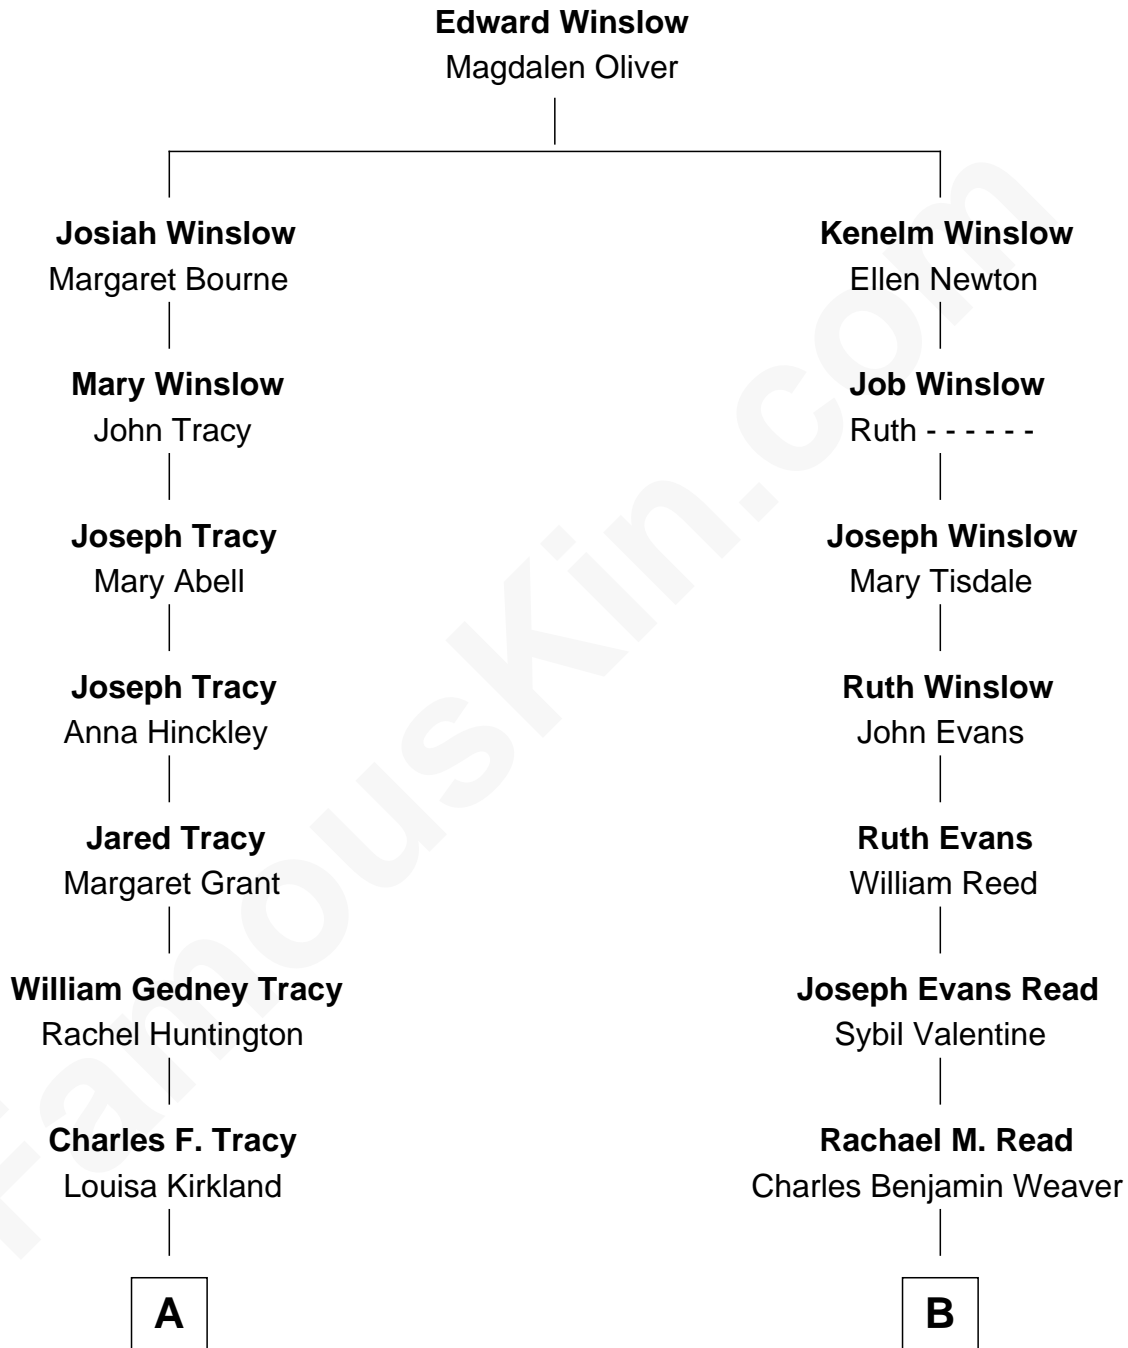 Edward Winslow
Magdalen Oliver
Josiah Winslow
Margaret Bourne
Kenelm Winslow
Ellen Newton
Mary Winslow
John Tracy
Job Winslow
Ruth - - - - - -
Joseph Tracy
Mary Abell
Joseph Winslow
Mary Tisdale
Joseph Tracy
Anna Hinckley
Ruth Winslow
John Evans
Jared Tracy
Margaret Grant
Ruth Evans
William Reed
William Gedney Tracy
Rachel Huntington
Joseph Evans Read
Sybil Valentine
Charles F. Tracy
Louisa Kirkland
Rachael M. Read
Charles Benjamin Weaver
A
B
FamousKin.com